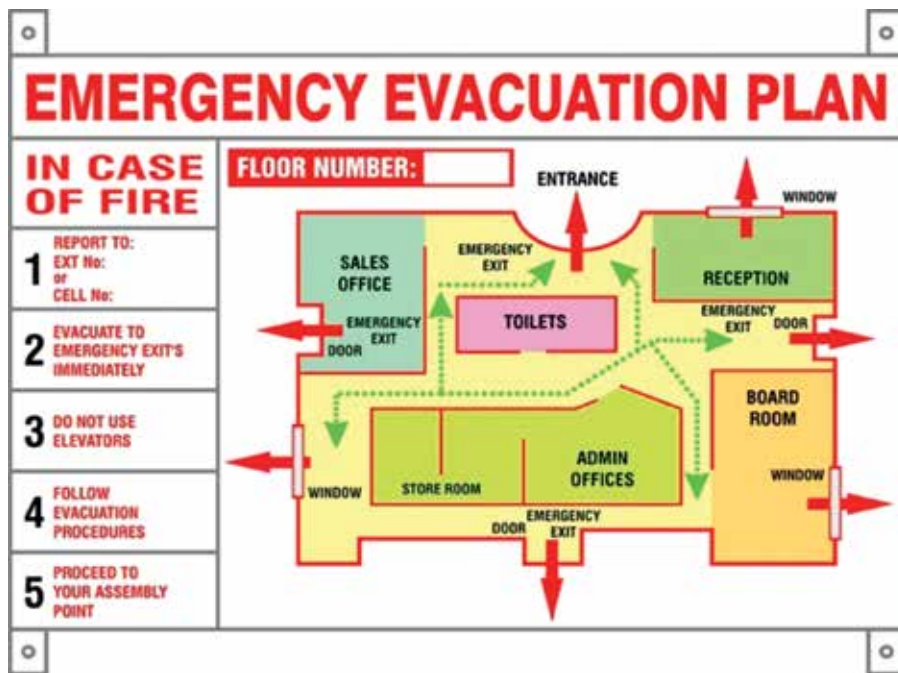 EMERGENCY EVACUATION PLAN
IN CASE
OF FIRE
1
REPORT TO:
EXT No:
or
CELL No:
2
EVACUATE TO
EMERGENCY EXIT'S
IMMEDIATELY
3
DO NOT USE
ELEVATORS
4
FOLLOW
EVACUATION
PROCEDURES
5
PROCEED TO
YOUR ASSEMBLY
POINT
FLOOR NUMBER:
ENTRANCE
WINDOW
SALES
OFFICE
EMERGENCY
EXIT
RECEPTION
TOILETS
EMERGENCY
EXIT
DOOR
EMERGENCY
EXIT
DOOR
BOARD
ROOM
WINDOW
STORE ROOM
ADMIN
OFFICES
WINDOW
DOOR
EMERGENCY
EXIT